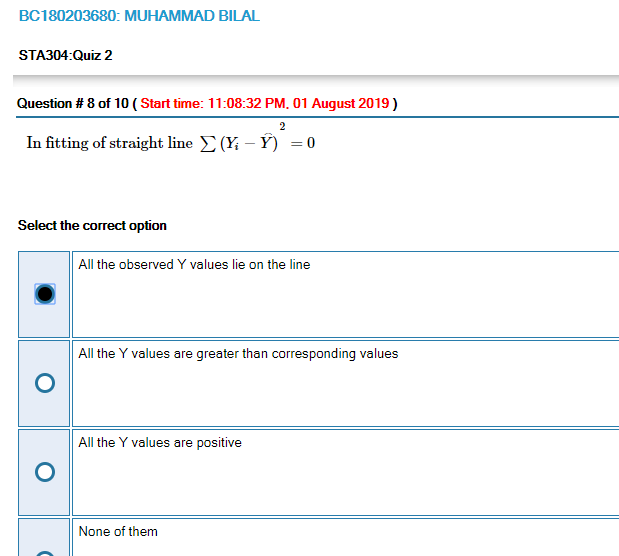 BC180203680: MUHAMMAD BILAL
STA304:Quiz 2
Question # 8 of 10 ( Start time: 11:08:32 PM, 01 August 2019 )
In fitting of straight line ∑ (Yᵢ − Ŷ)² = 0
Select the correct option
All the observed Y values lie on the line
All the Y values are greater than corresponding values
All the Y values are positive
None of them